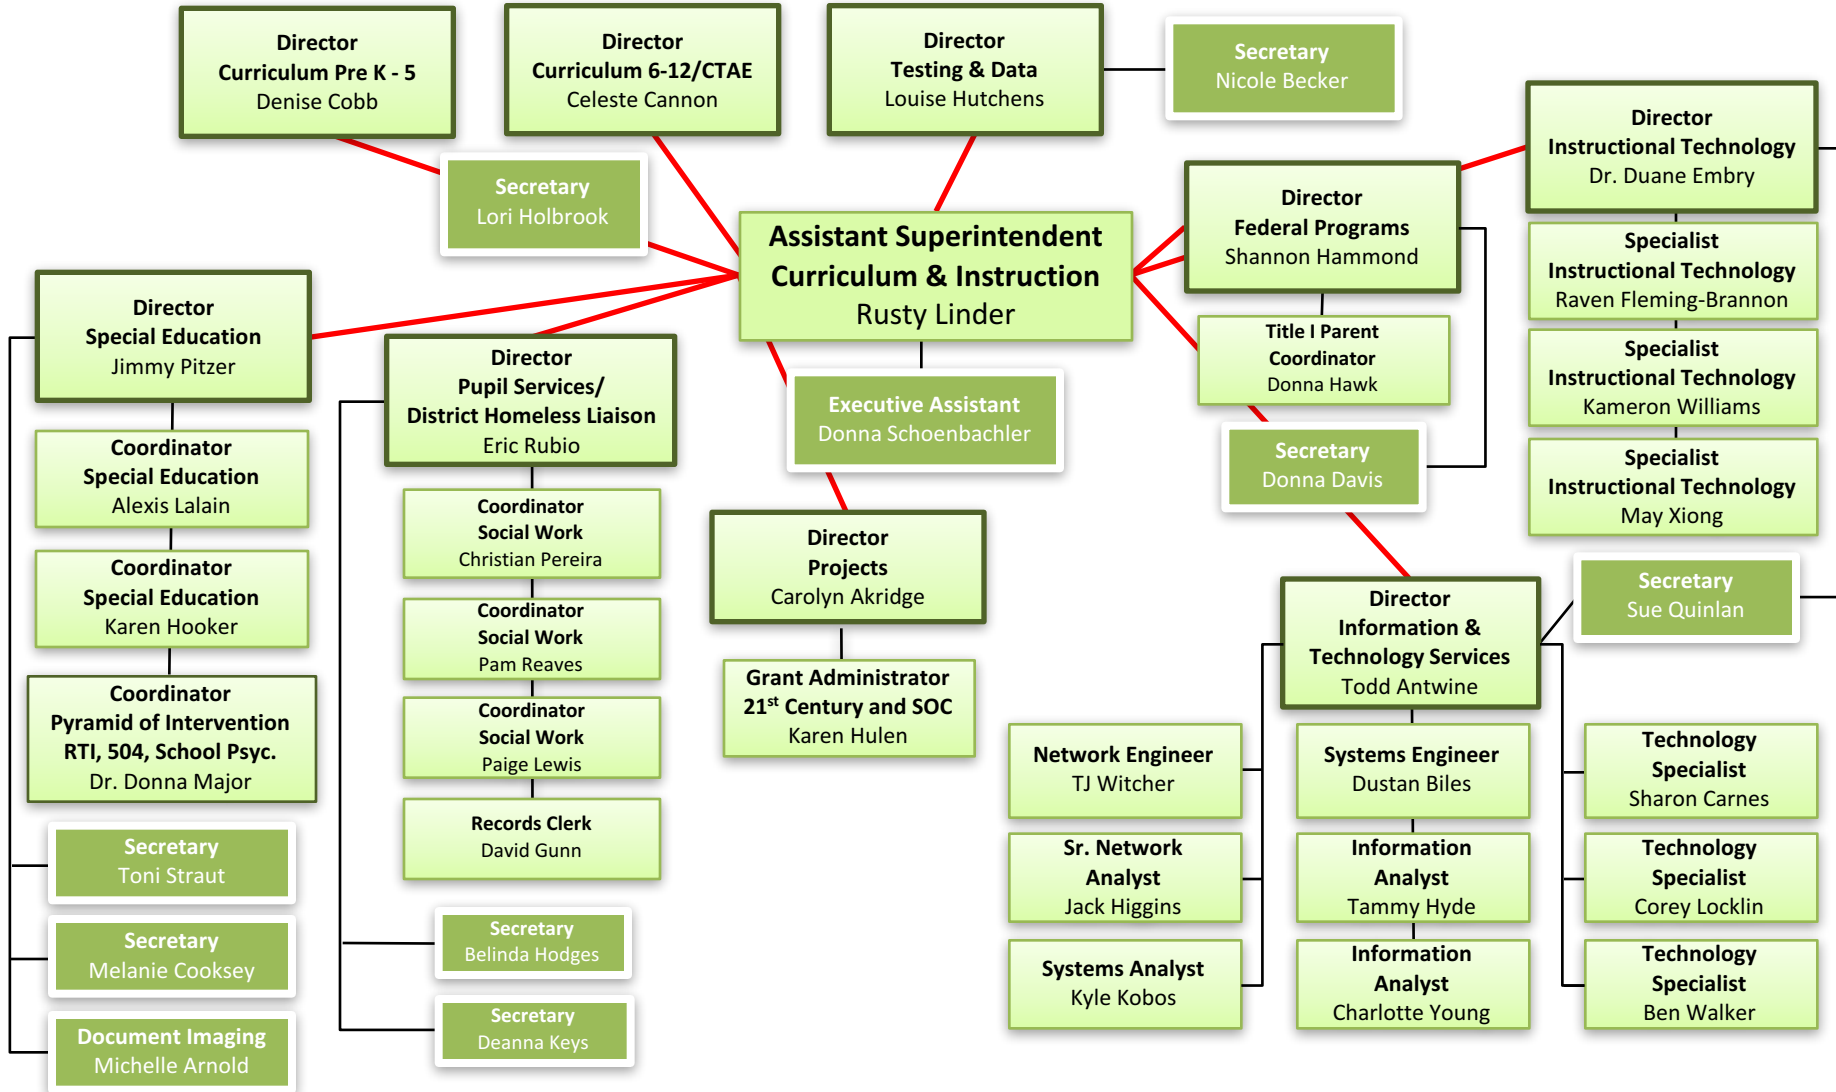 Director
Curriculum Pre K - 5
Denise Cobb
Director
Curriculum 6-12/CTAE
Celeste Cannon
Director
Testing & Data
Louise Hutchens
Secretary
Nicole Becker
Director
Instructional Technology
Dr. Duane Embry
Secretary
Lori Holbrook
Assistant Superintendent
Curriculum & Instruction
Rusty Linder
Director
Federal Programs
Shannon Hammond
Specialist
Instructional Technology
Raven Fleming-Brannon
Director
Special Education
Jimmy Pitzer
Director
Pupil Services/
District Homeless Liaison
Eric Rubio
Executive Assistant
Donna Schoenbachler
Title I Parent
Coordinator
Donna Hawk
Specialist
Instructional Technology
Kameron Williams
Secretary
Donna Davis
Specialist
Instructional Technology
May Xiong
Coordinator
Special Education
Alexis Lalain
Coordinator
Social Work
Christian Pereira
Director
Projects
Carolyn Akridge
Coordinator
Special Education
Karen Hooker
Coordinator
Social Work
Pam Reaves
Director
Information &
Technology Services
Todd Antwine
Secretary
Sue Quinlan
Coordinator
Pyramid of Intervention
RTI, 504, School Psyc.
Dr. Donna Major
Coordinator
Social Work
Paige Lewis
Grant Administrator
21st Century and SOC
Karen Hulen
Network Engineer
TJ Witcher
Systems Engineer
Dustan Biles
Technology
Specialist
Sharon Carnes
Records Clerk
David Gunn
Secretary
Toni Straut
Sr. Network
Analyst
Jack Higgins
Information
Analyst
Tammy Hyde
Technology
Specialist
Corey Locklin
Secretary
Melanie Cooksey
Secretary
Belinda Hodges
Systems Analyst
Kyle Kobos
Information
Analyst
Charlotte Young
Technology
Specialist
Ben Walker
Document Imaging
Michelle Arnold
Secretary
Deanna Keys